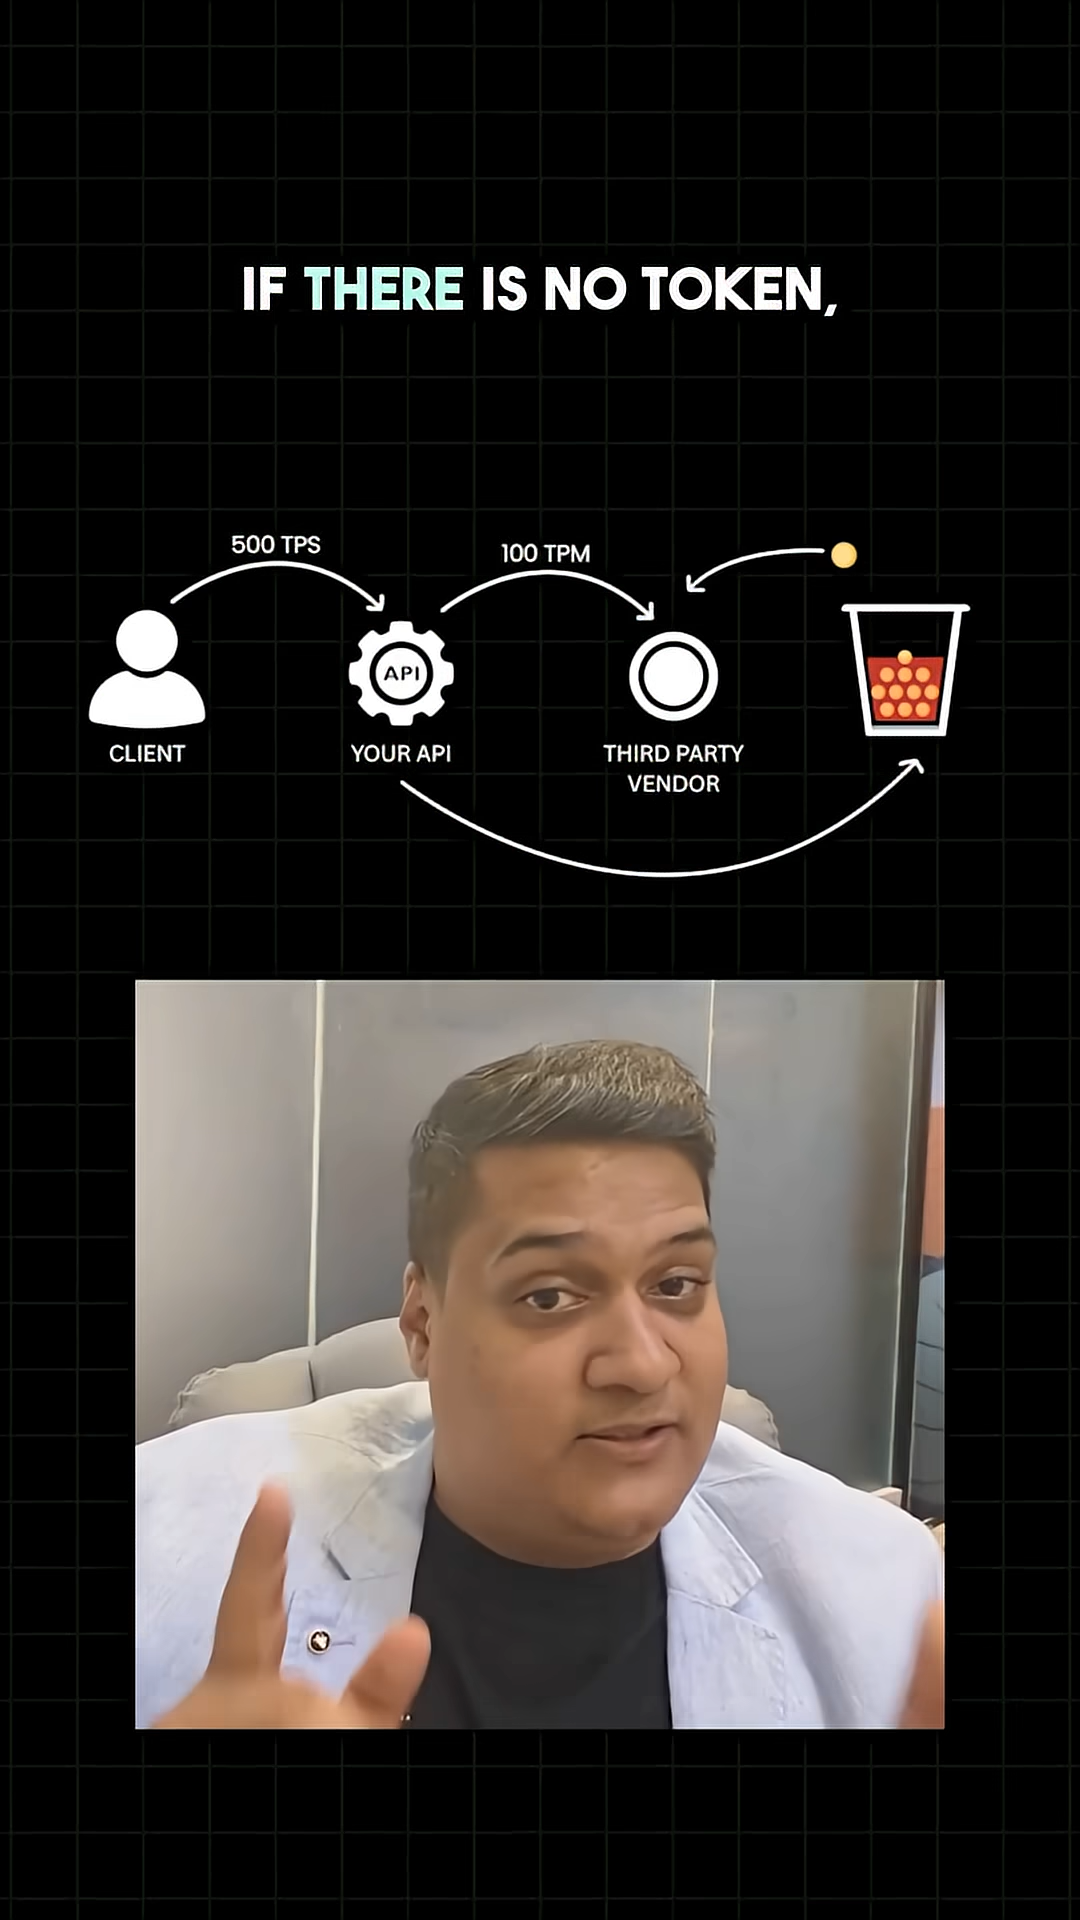 IF THERE IS NO TOKEN,
500 TPS
100 TPM
API
CLIENT
YOUR API
THIRD PARTY
VENDOR